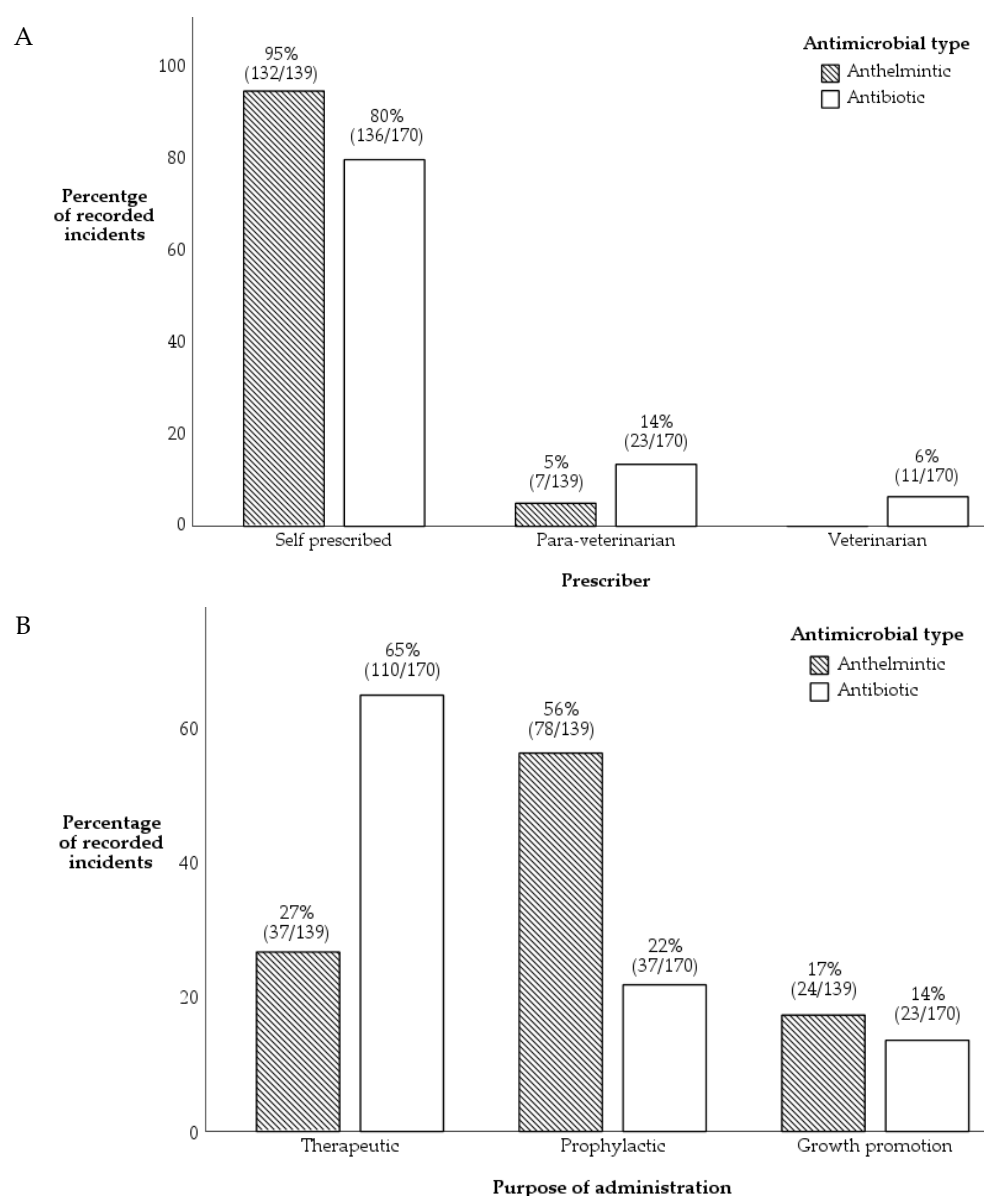 A
Antimicrobial type
Anthelmintic
Antibiotic
95%
(132/139)
80%
(136/170)
5%
(7/139)
14%
(23/170)
6%
(11/170)
100
80
60
40
20
0
Percentge
of recorded
incidents
Self prescribed
Para-veterinarian
Veterinarian
Prescriber
B
Antimicrobial type
Anthelmintic
Antibiotic
27%
(37/139)
65%
(110/170)
56%
(78/139)
22%
(37/170)
17%
(24/139)
14%
(23/170)
60
40
20
0
Percentage
of recorded
incidents
Therapeutic
Prophylactic
Growth promotion
Purpose of administration